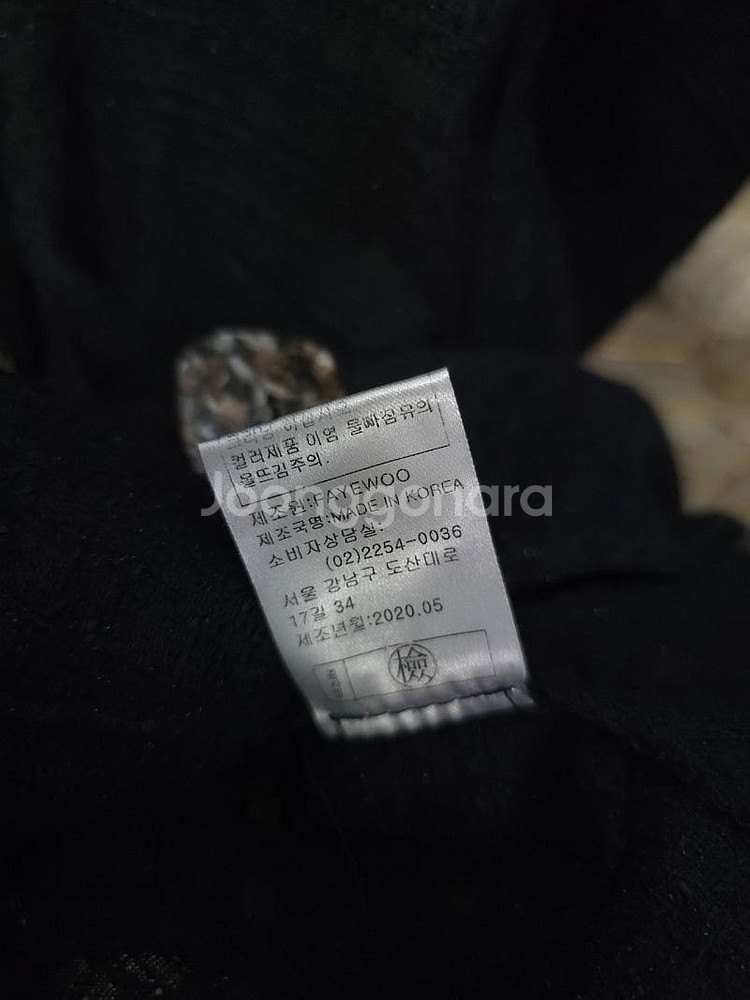 컬러제품 이염 물빠짐유의
올뜨김주의.
제조원:FAYEWOO
제조국명:MADE IN KOREA
소비자상담실:
(02)2254-0036
서울 강남구 도산대로
17길 34
제조년월:2020.05
檢
Joonggonara